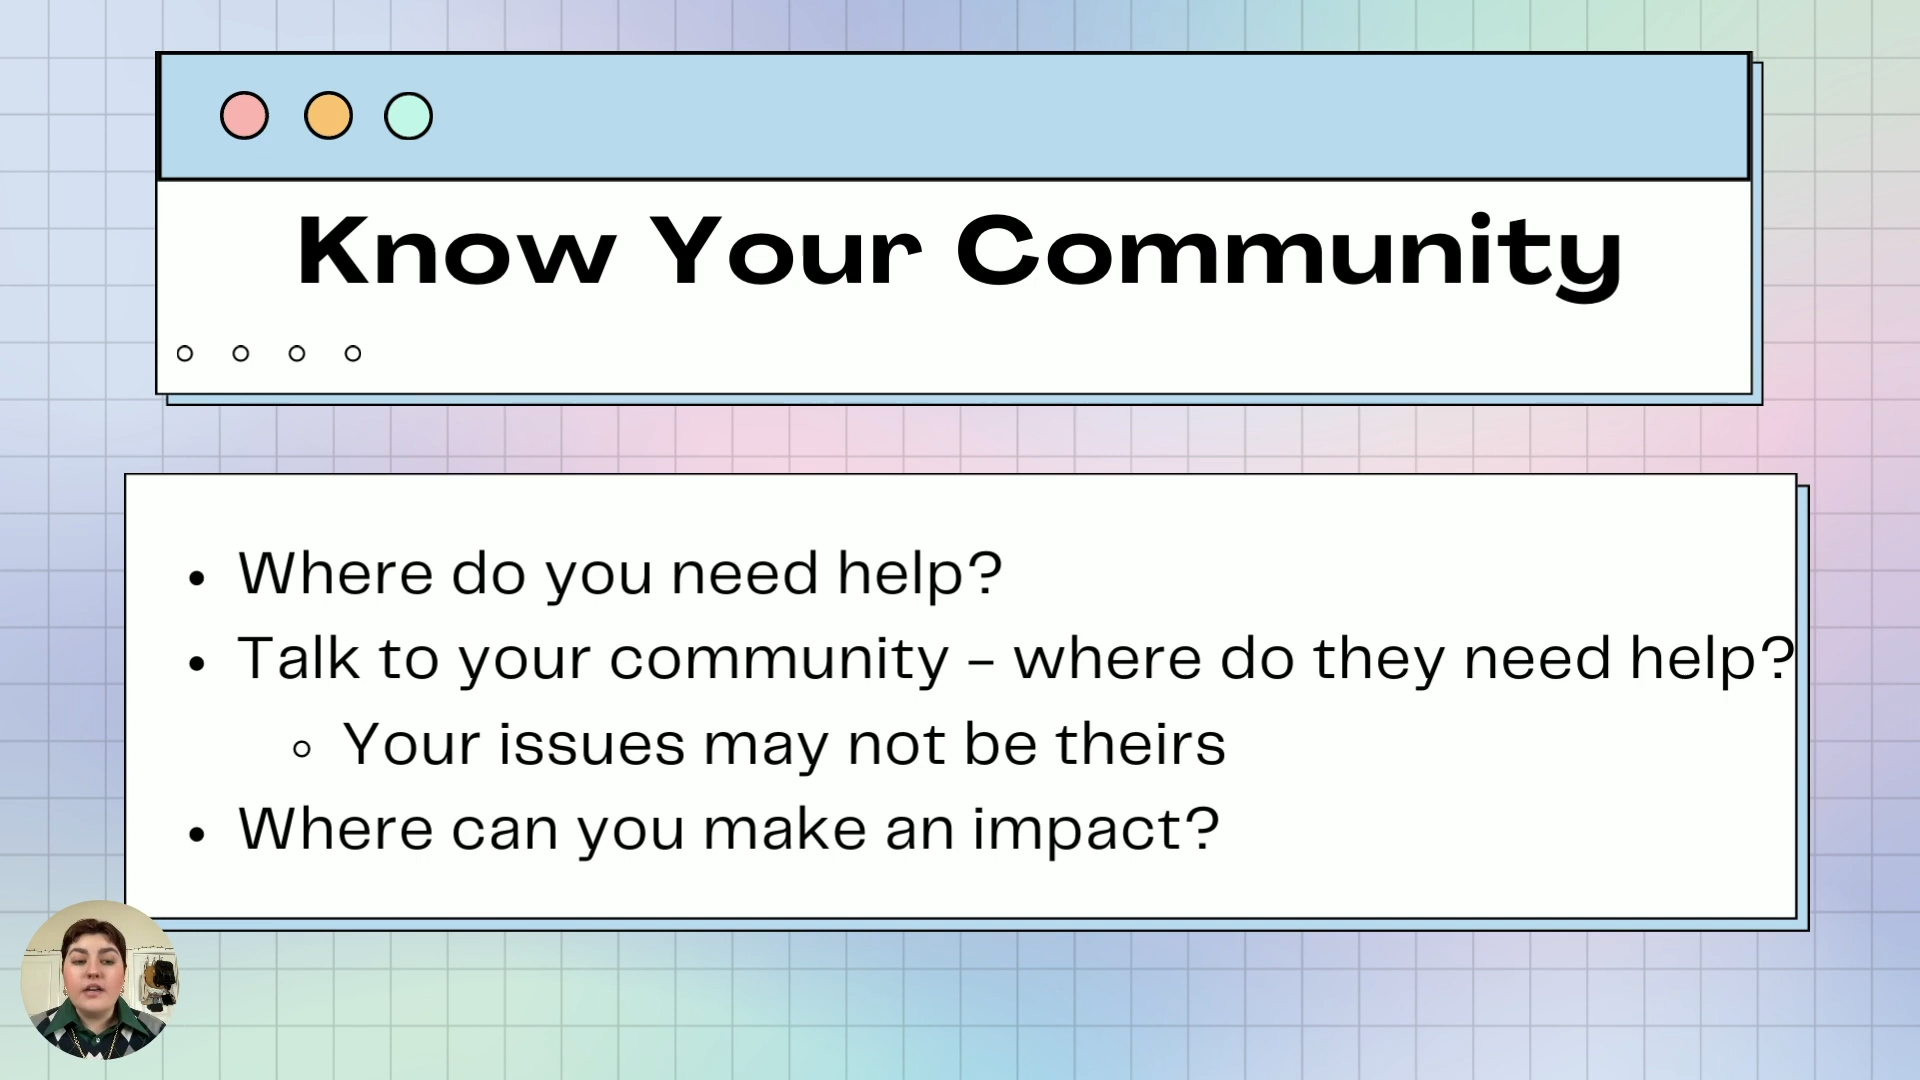 Know Your Community
Where do you need help?
Talk to your community – where do they need help?
Your issues may not be theirs
Where can you make an impact?